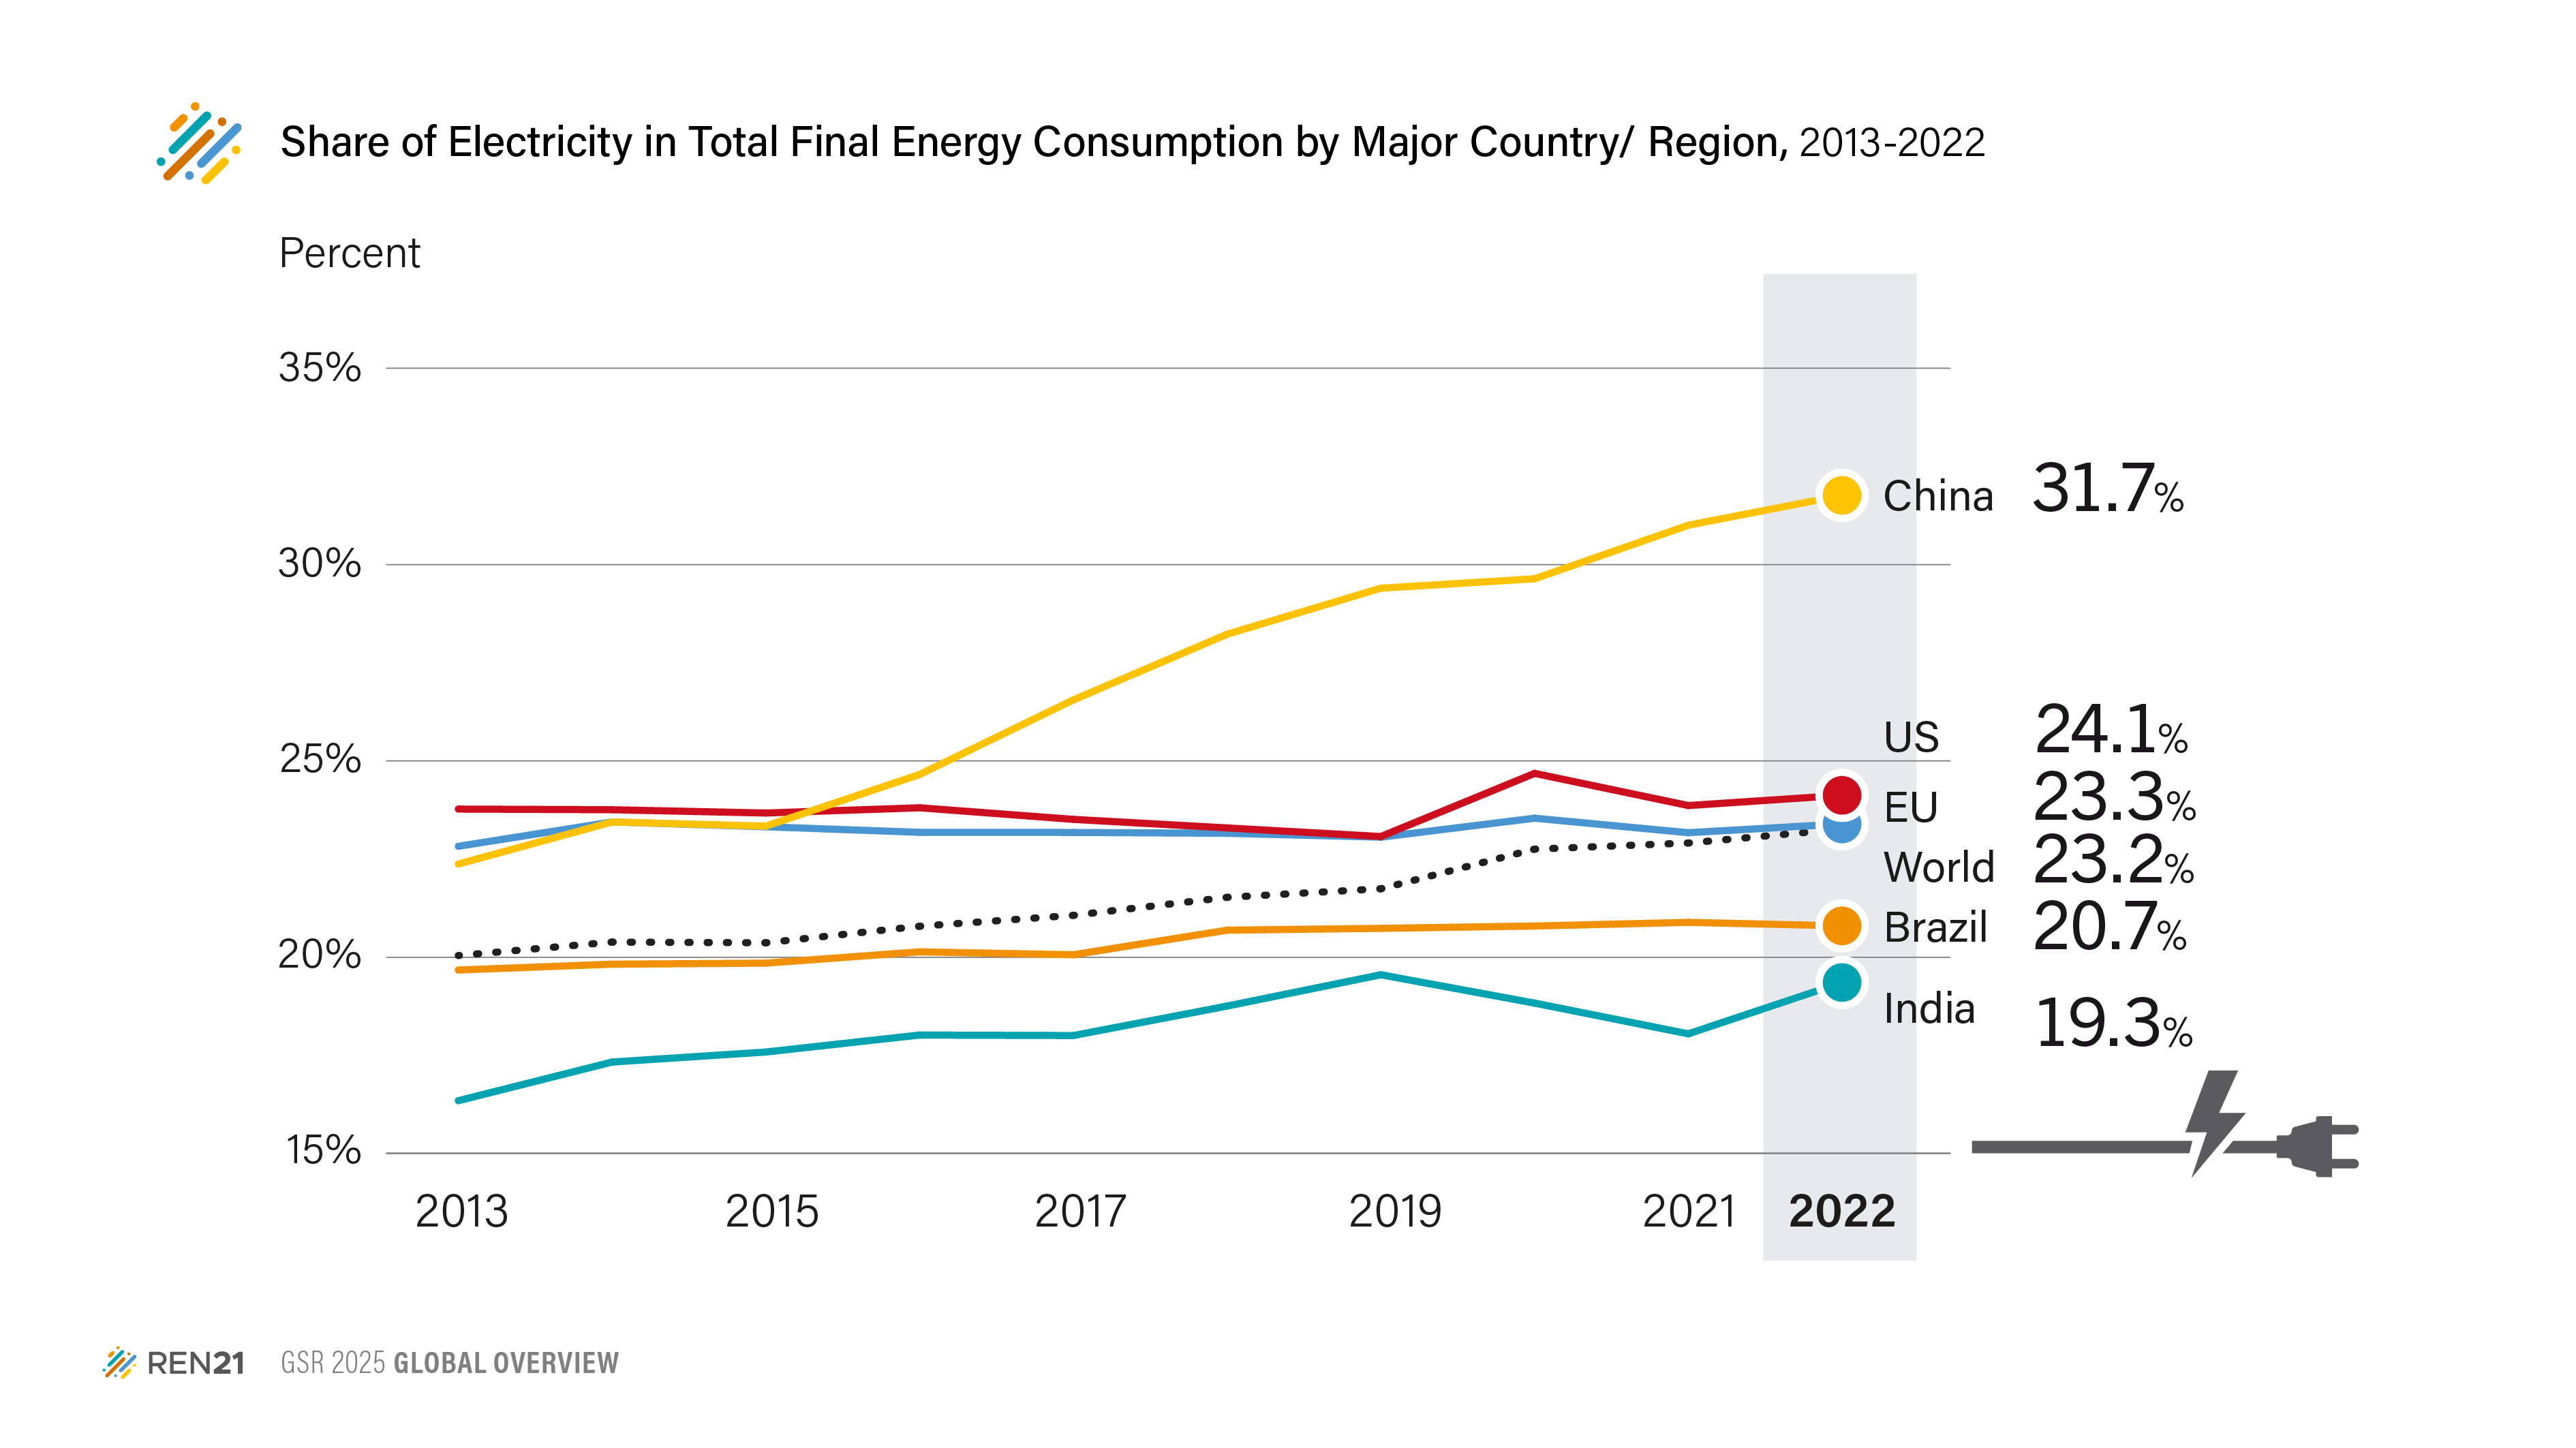 Share of Electricity in Total Final Energy Consumption by Major Country/ Region, 2013-2022
Percent
35%
30%
25%
20%
15%
China 31.7%
US 24.1%
EU 23.3%
World 23.2%
Brazil 20.7%
India 19.3%
2013 2015 2017 2019 2021 2022
REN21 GSR 2025 GLOBAL OVERVIEW